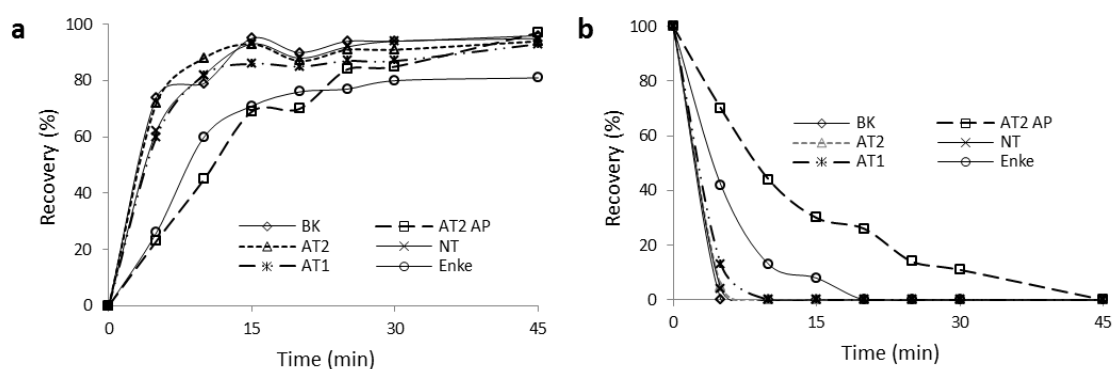 a
Recovery (%)
100
80
60
40
20
0
BK
AT2 AP
AT2
NT
AT1
Enke
0
15
30
45
Time (min)
b
Recovery (%)
100
80
60
40
20
0
BK
AT2 AP
AT2
NT
AT1
Enke
0
15
30
45
Time (min)